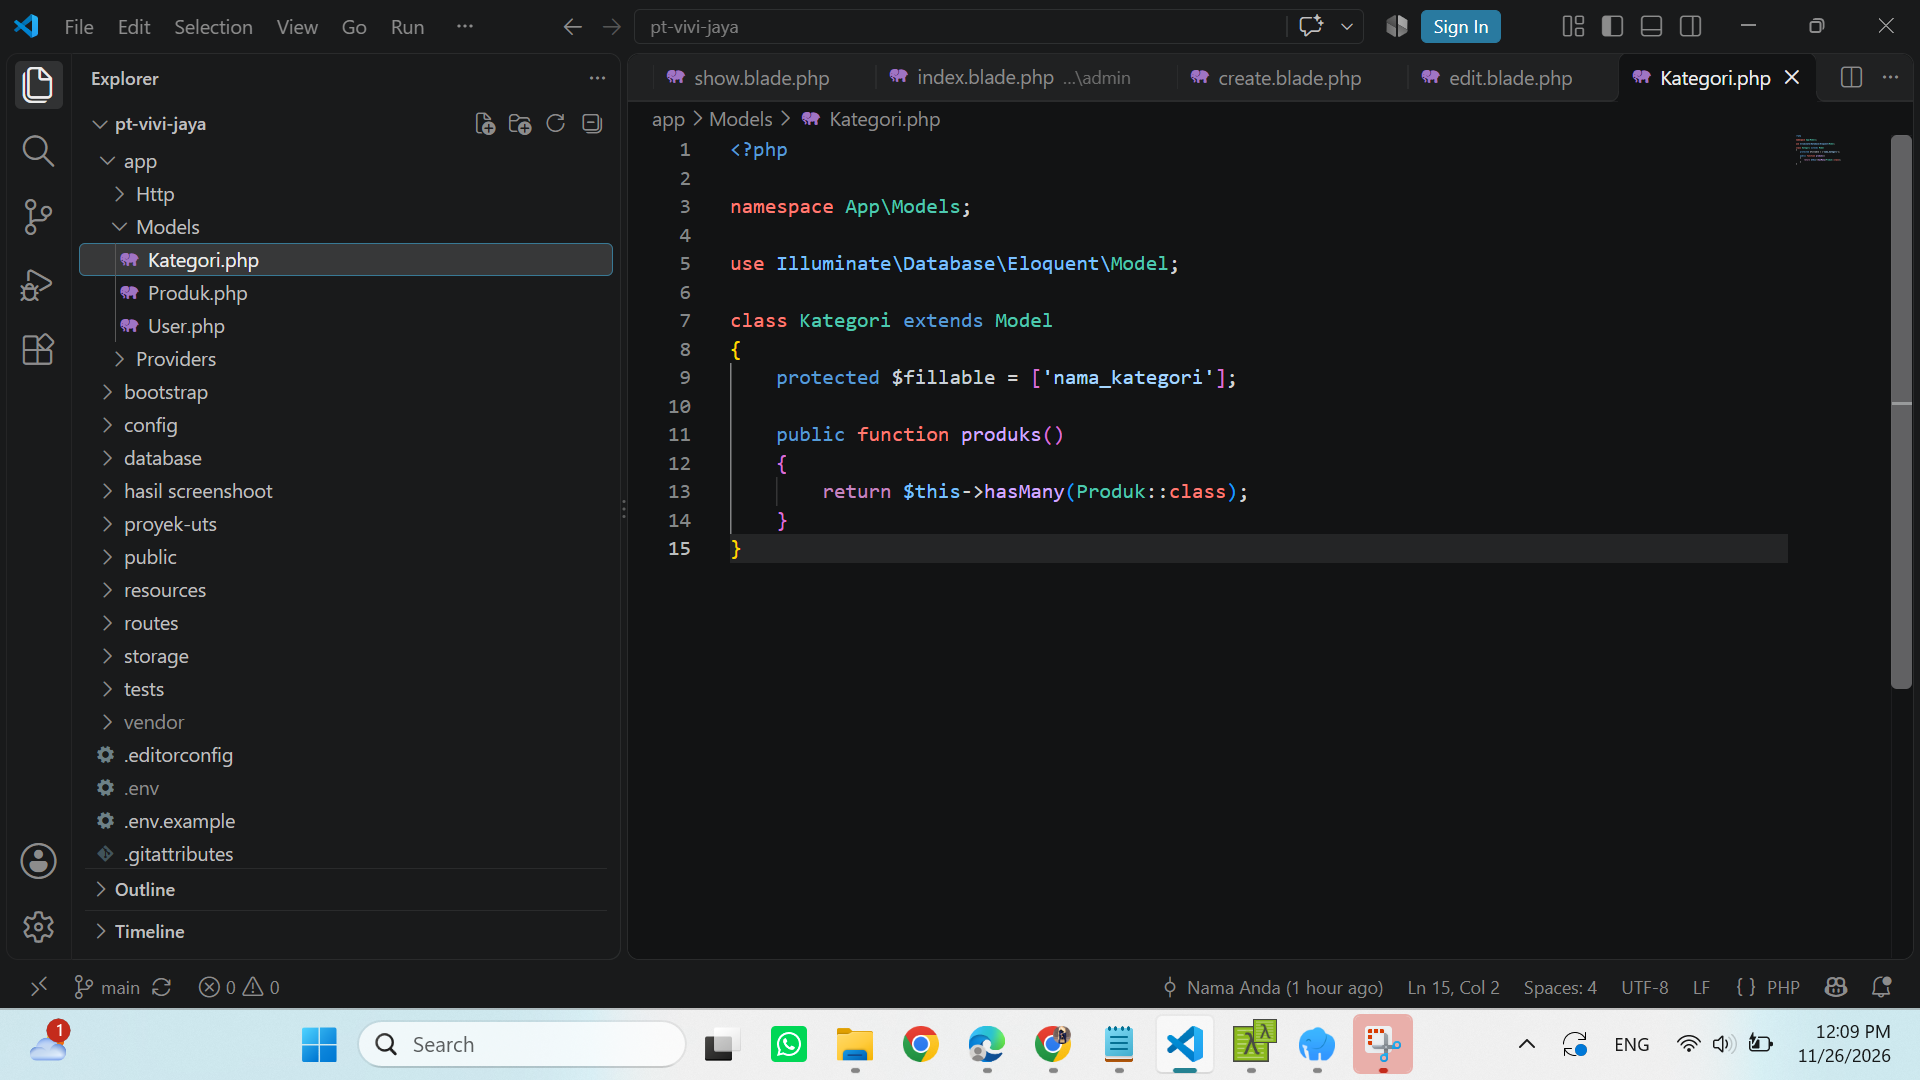 File Edit Selection View Go Run ···
pt-vivi-jaya
Sign In
Explorer
show.blade.php
index.blade.php ...\admin
create.blade.php
edit.blade.php
Kategori.php
pt-vivi-jaya
app
Http
Models
Kategori.php
Produk.php
User.php
Providers
bootstrap
config
database
hasil screenshoot
proyek-uts
public
resources
routes
storage
tests
vendor
.editorconfig
.env
.env.example
.gitattributes
Outline
Timeline
app > Models > Kategori.php
1 <?php
2
3 namespace App\Models;
4
5 use Illuminate\Database\Eloquent\Model;
6
7 class Kategori extends Model
8 {
9 protected $fillable = ['nama_kategori'];
10
11 public function produks()
12 {
13 return $this->hasMany(Produk::class);
14 }
15 }
main 0 0
Nama Anda (1 hour ago) Ln 15, Col 2 Spaces: 4 UTF-8 LF { } PHP
1
Search
ENG
12:09 PM
11/26/2026